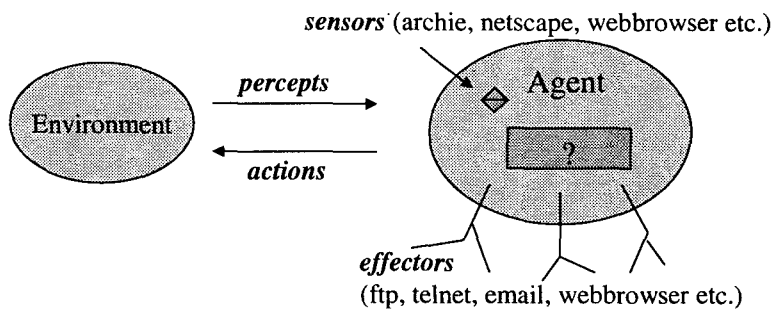 sensors (archie, netscape, webbrowser etc.)
percepts
Agent
Environment
?
actions
effectors
(ftp, telnet, email, webbrowser etc.)